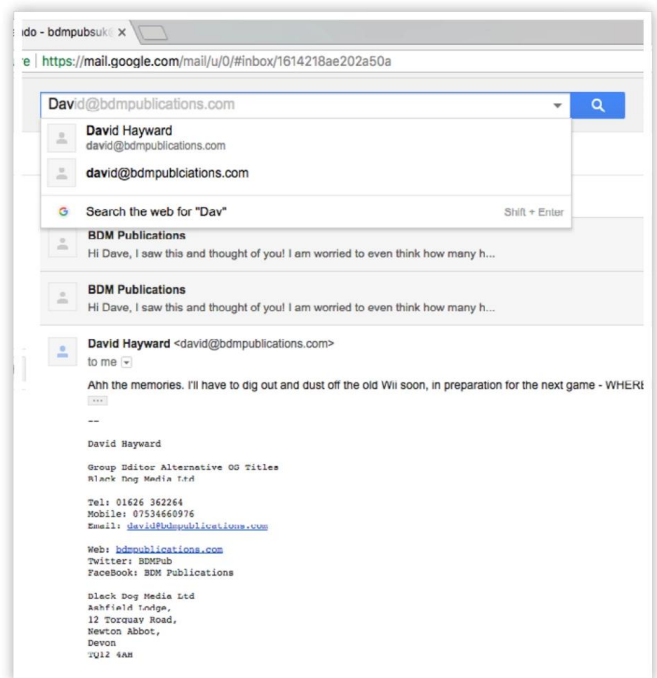 ndo - bdmpubsuk ×
re | https://mail.google.com/mail/u/0/#inbox/1614218ae202a50a
David@bdmpublications.com
David Hayward
david@bdmpublications.com
david@bdmpublciations.com
G Search the web for "Dav" Shift + Enter
BDM Publications
Hi Dave, I saw this and thought of you! I am worried to even think how many h...
BDM Publications
Hi Dave, I saw this and thought of you! I am worried to even think how many h...
David Hayward <david@bdmpublications.com>
to me
Ahh the memories. I'll have to dig out and dust off the old Wii soon, in preparation for the next game - WHERE
...
--
David Hayward
Group Editor Alternative OS Titles
Black Dog Media Ltd
Tel: 01626 362264
Mobile: 07534660976
Email: david@bdmpublications.com
Web: bdmpublications.com
Twitter: BDMPub
FaceBook: BDM Publications
Black Dog Media Ltd
Ashfield Lodge,
12 Torquay Road,
Newton Abbot,
Devon
TQ12 4AH